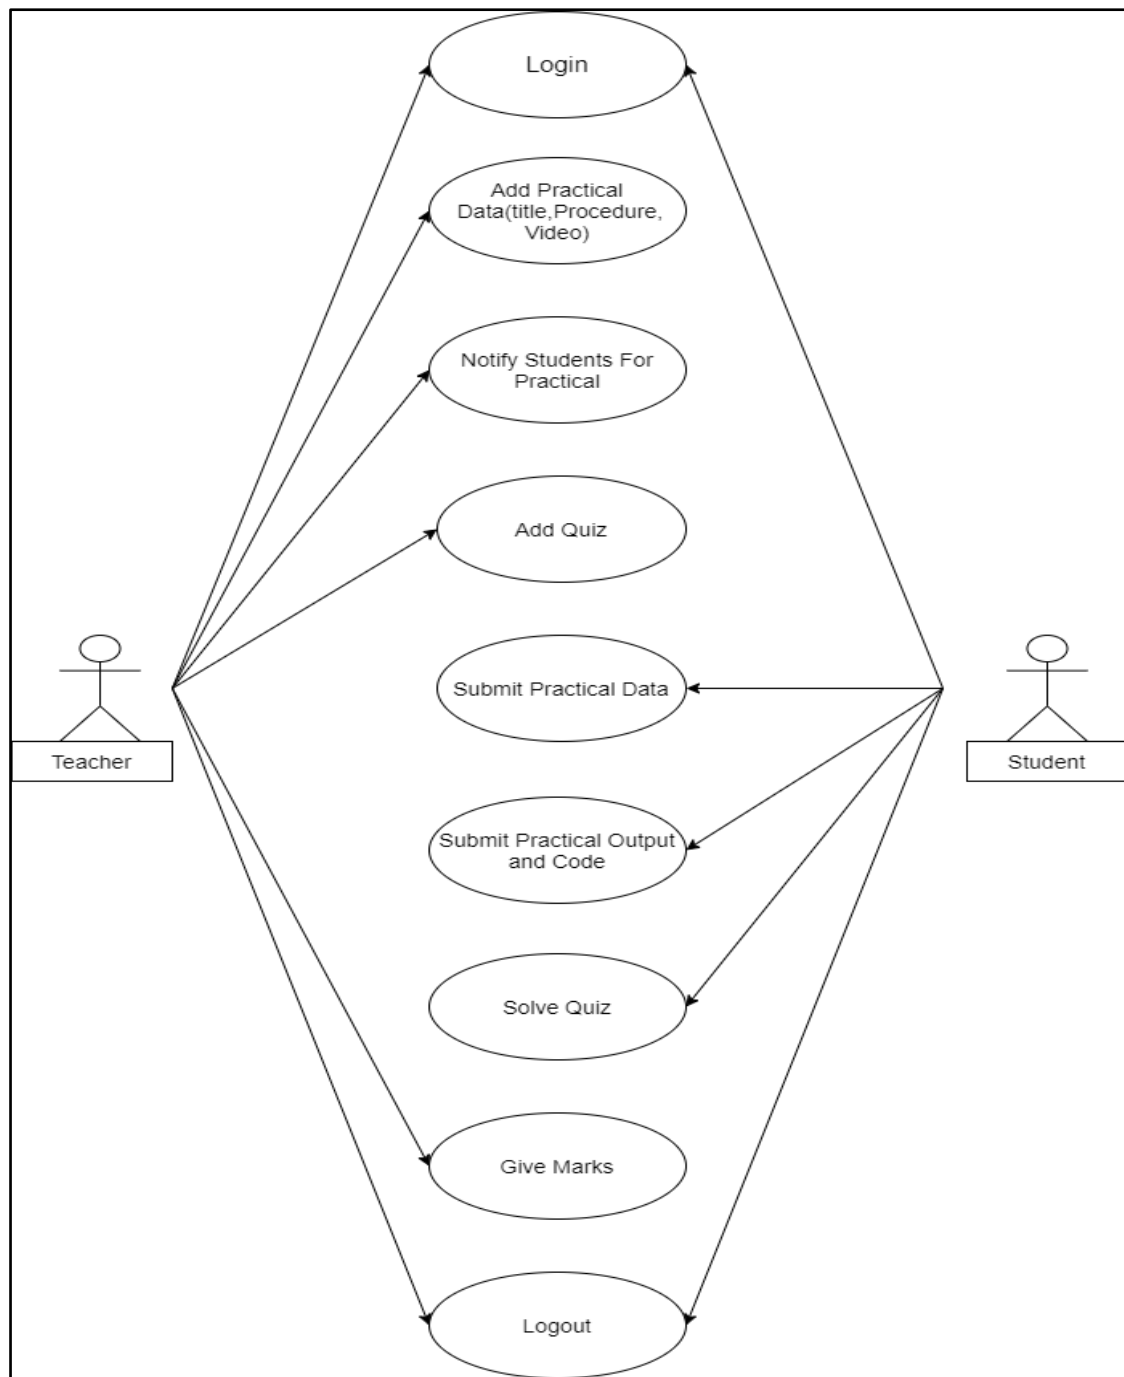 Login
Add Practical
Data(title,Procedure,
Video)
Notify Students For
Practical
Add Quiz
Submit Practical Data
Teacher
Student
Submit Practical Output
and Code
Solve Quiz
Give Marks
Logout